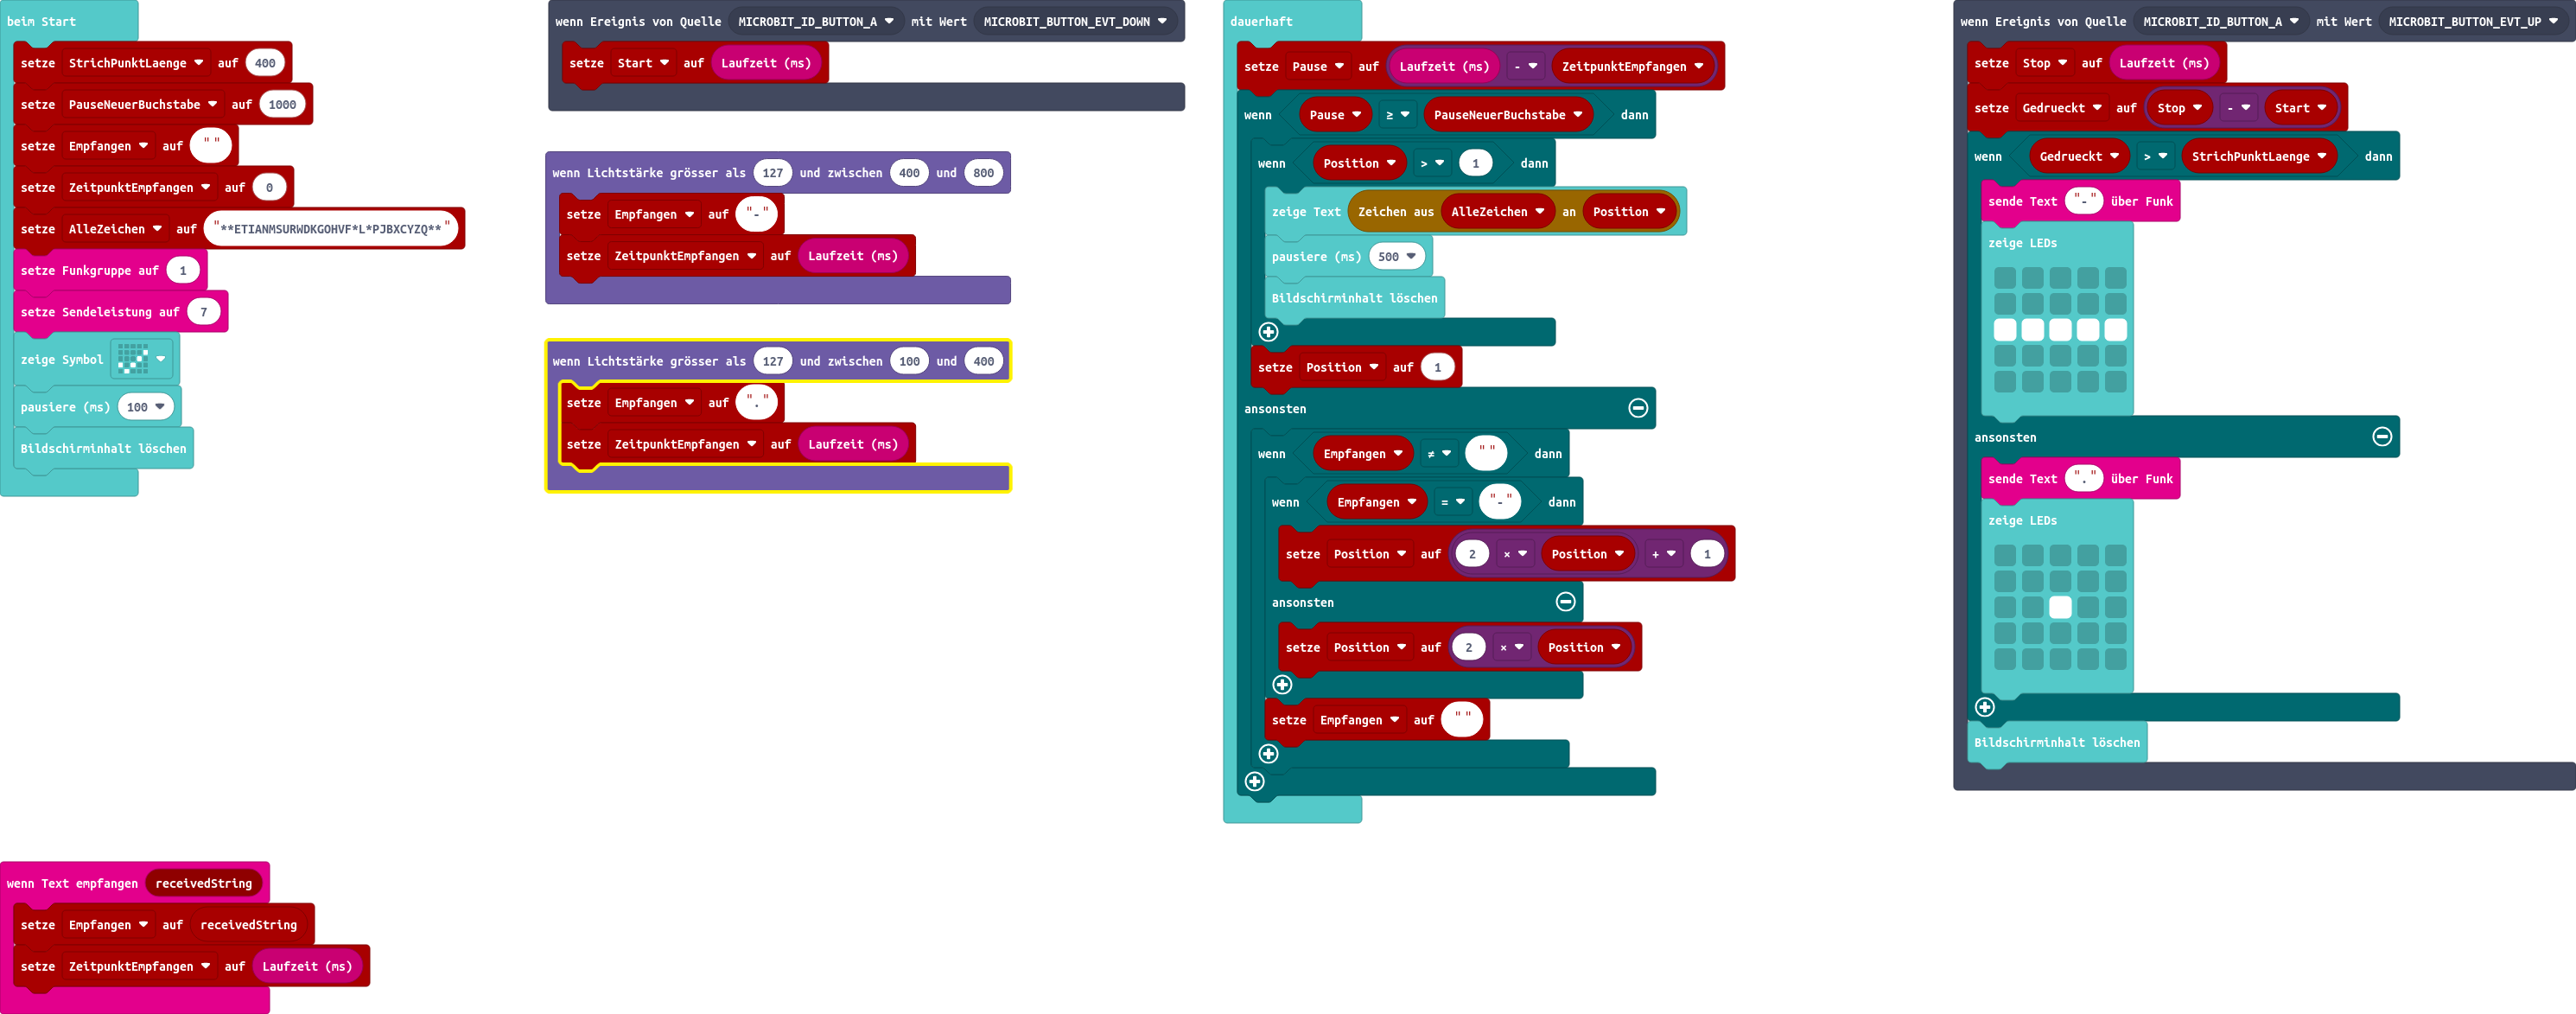 beim Start
setze StrichPunktLaenge auf 400
setze PauseNeuerBuchstabe auf 1000
setze Empfangen auf " "
setze ZeitpunktEmpfangen auf 0
setze AlleZeichen auf "**ETIANMSURWDKGOHVF*L*PJBXCYZQ**"
setze Funkgruppe auf 1
setze Sendeleistung auf 7
zeige Symbol
pausiere (ms) 100
Bildschirminhalt löschen
wenn Text empfangen receivedString
setze Empfangen auf receivedString
setze ZeitpunktEmpfangen auf Laufzeit (ms)
wenn Ereignis von Quelle MICROBIT_ID_BUTTON_A mit Wert MICROBIT_BUTTON_EVT_DOWN
setze Start auf Laufzeit (ms)
wenn Lichtstärke grösser als 127 und zwischen 400 und 800
setze Empfangen auf "-"
setze ZeitpunktEmpfangen auf Laufzeit (ms)
wenn Lichtstärke grösser als 127 und zwischen 100 und 400
setze Empfangen auf "."
setze ZeitpunktEmpfangen auf Laufzeit (ms)
dauerhaft
setze Pause auf Laufzeit (ms) - ZeitpunktEmpfangen
wenn Pause ≥ PauseNeuerBuchstabe dann
wenn Position > 1 dann
zeige Text Zeichen aus AlleZeichen an Position
pausiere (ms) 500
Bildschirminhalt löschen
setze Position auf 1
ansonsten
wenn Empfangen ≠ " " dann
wenn Empfangen = "-" dann
setze Position auf 2 × Position + 1
ansonsten
setze Position auf 2 × Position
setze Empfangen auf " "
wenn Ereignis von Quelle MICROBIT_ID_BUTTON_A mit Wert MICROBIT_BUTTON_EVT_UP
setze Stop auf Laufzeit (ms)
setze Gedrueckt auf Stop - Start
wenn Gedrueckt > StrichPunktLaenge dann
sende Text "-" über Funk
zeige LEDs
ansonsten
sende Text "." über Funk
zeige LEDs
Bildschirminhalt löschen